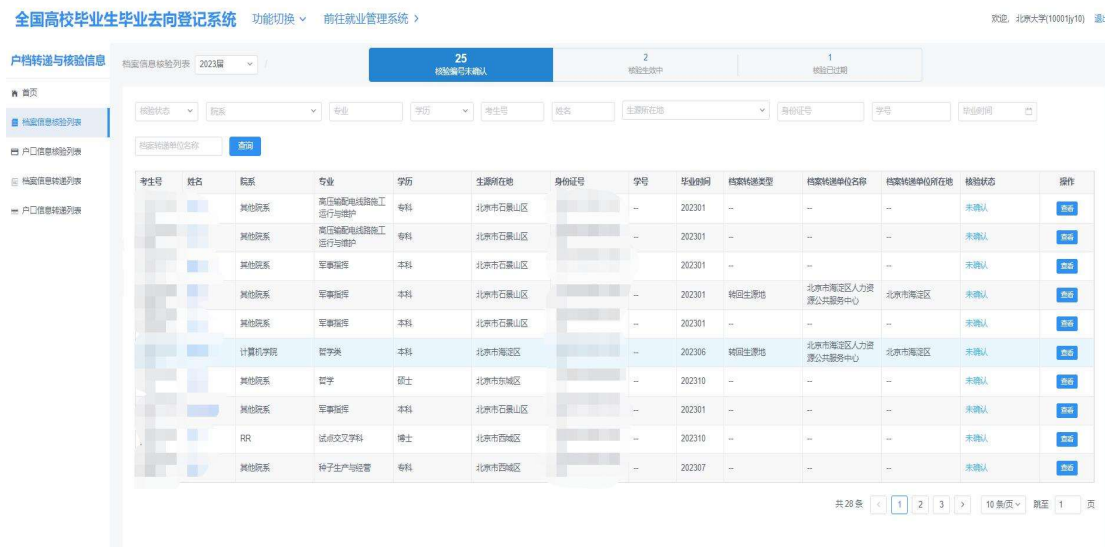 全国高校毕业生毕业去向登记系统 功能切换 前往就业管理系统 欢迎, 北京大学(10001jy10)
户档转递与核验信息
首页
档案信息核验列表
户口信息核验列表
档案信息转递列表
户口信息转递列表
档案信息核验列表 2023届
25 核验编号未确认
2 核验生效中
1 核验已过期
核验状态 院系 专业 学历 考生号 姓名 生源所在地 身份证号 学号 毕业时间
档案转递单位名称 查询
考生号 姓名 院系 专业 学历 生源所在地 身份证号 学号 毕业时间 档案转递类型 档案转递单位名称 档案转递单位所在地 核验状态 操作
其他院系 高压输配电线路施工运行与维护 专科 北京市石景山区 -- 202301 -- -- -- 未确认 查看
其他院系 高压输配电线路施工运行与维护 专科 北京市石景山区 -- 202301 -- -- -- 未确认 查看
其他院系 军事指挥 本科 北京市石景山区 -- 202301 -- -- -- 未确认 查看
其他院系 军事指挥 本科 北京市石景山区 -- 202301 转回生源地 北京市海淀区人力资源公共服务中心 北京市海淀区 未确认 查看
其他院系 军事指挥 本科 北京市石景山区 -- 202301 -- -- -- 未确认 查看
计算机学院 哲学类 本科 北京市海淀区 -- 202306 转回生源地 北京市海淀区人力资源公共服务中心 北京市海淀区 未确认 查看
其他院系 哲学 硕士 北京市东城区 -- 202310 -- -- -- 未确认 查看
其他院系 军事指挥 本科 北京市石景山区 -- 202301 -- -- -- 未确认 查看
RR 试点交叉学科 博士 北京市西城区 -- 202310 -- -- -- 未确认 查看
其他院系 种子生产与经营 专科 北京市西城区 -- 202307 -- -- -- 未确认 查看
共 28 条 < 1 2 3 > 10 条/页 跳至 1 页